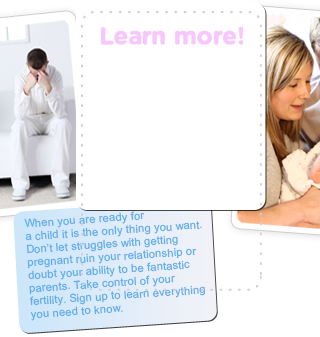 Learn more!
When you are ready for
a child it is the only thing you want.
Don't let struggles with getting
pregnant ruin your relationship or
doubt your ability to be fantastic
parents. Take control of your
fertility. Sign up to learn everything
you need to know.